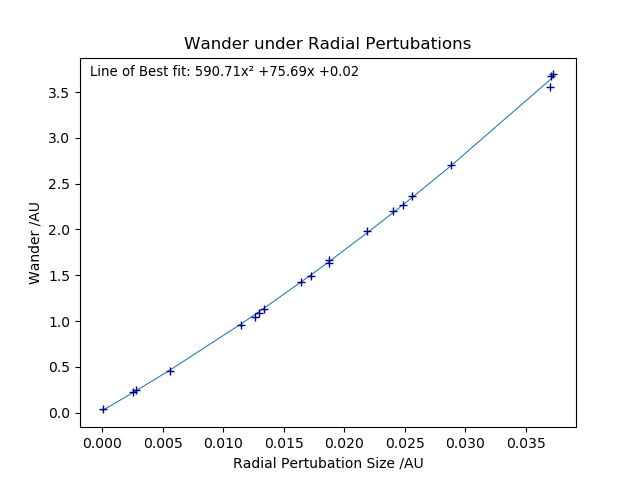 Wander under Radial Pertubations
Line of Best fit: 590.71x² +75.69x +0.02
3.5
3.0
2.5
2.0
1.5
1.0
0.5
0.0
Wander /AU
0.000 0.005 0.010 0.015 0.020 0.025 0.030 0.035
Radial Pertubation Size /AU